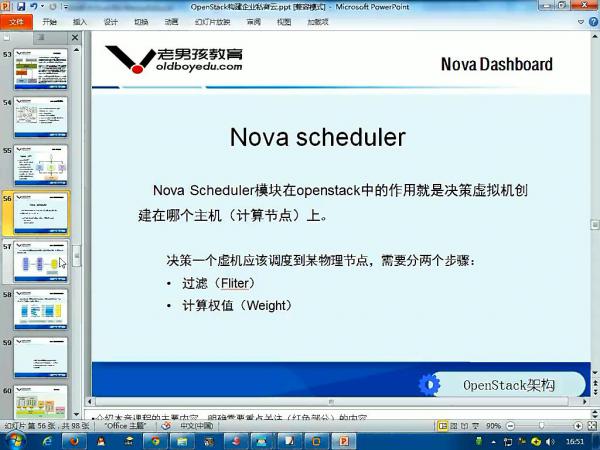 OpenStack构建企业私有云.ppt [兼容模式] - Microsoft PowerPoint
文件 开始 插入 设计 切换 动画 幻灯片放映 审阅 视图 加载项
53
54
55
56
57
58
59
60
老男孩教育
oldboyedu.com
Nova Dashboard
Nova scheduler
Nova Scheduler模块在openstack中的作用就是决策虚拟机创
建在哪个主机（计算节点）上。
决策一个虚机应该调度到某物理节点，需要分两个步骤：
• 过滤（Fliter）
• 计算权值（Weight）
OpenStack架构
•介绍本章课程的主要内容，明确需要重点关注（红色部分）的内容
幻灯片 第 56 张，共 98 张 "Office 主题" 中文(中国) 90%
16:51